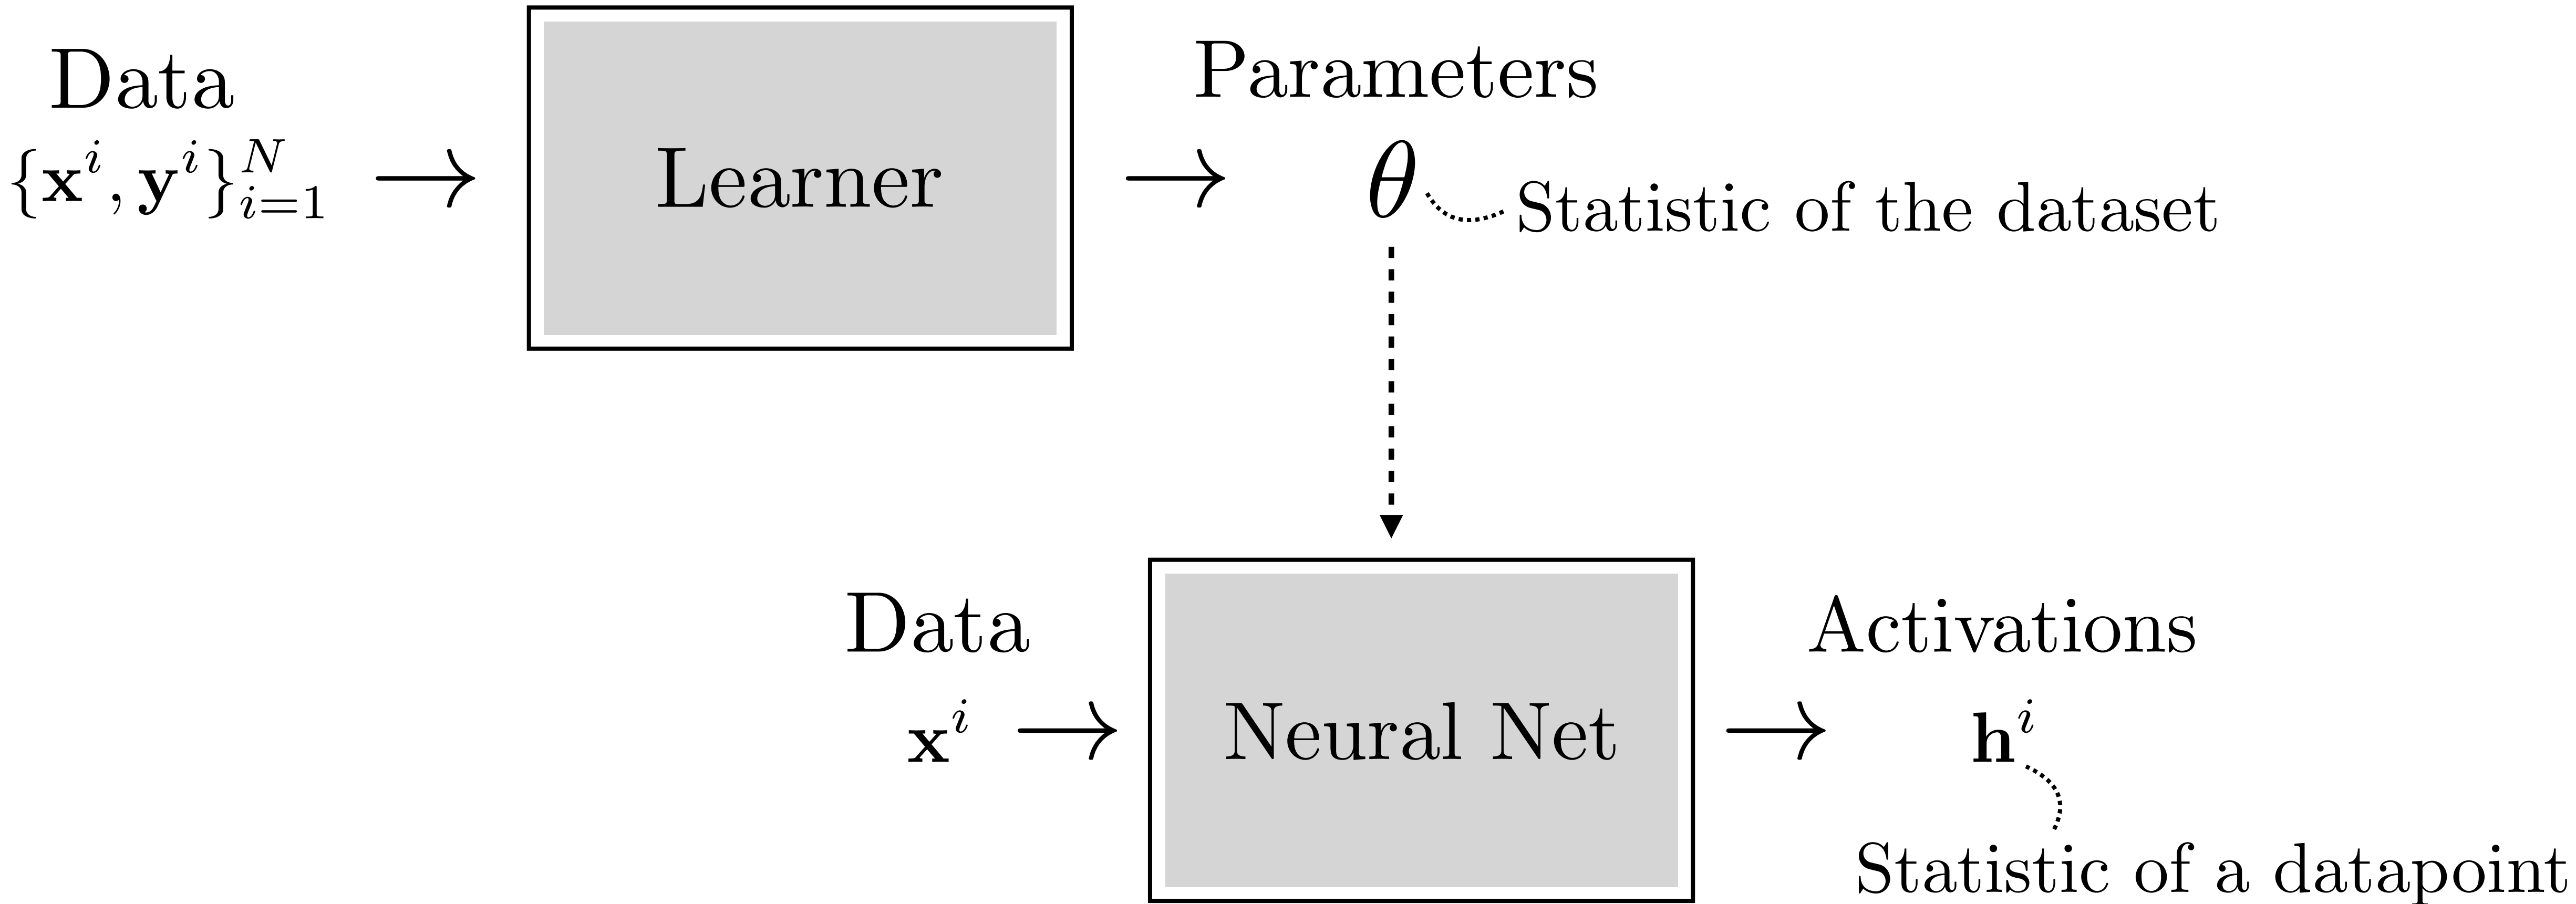 Data
{x^i, y^i}_{i=1}^N
Learner
Parameters
θ
Statistic of the dataset
Data
x^i
Neural Net
Activations
h^i
Statistic of a datapoint